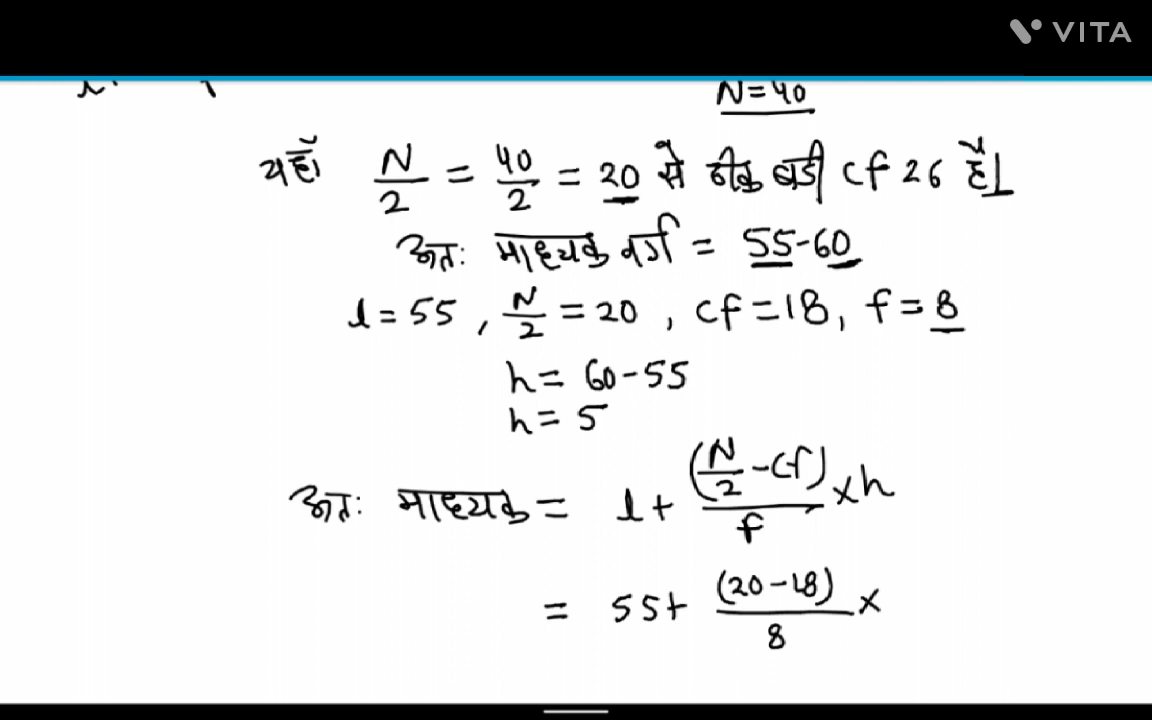 VITA
N=40
यहाँ N/2 = 40/2 = 20 से ठीक बडी cf 26 है।
अतः माध्यक वर्ग = 55-60
l = 55 , N/2 = 20 , cf = 18 , f = 8
h = 60-55
h = 5
अतः माध्यक = l + (N/2 - cf)/f × h
= 55 + (20-18)/8 ×